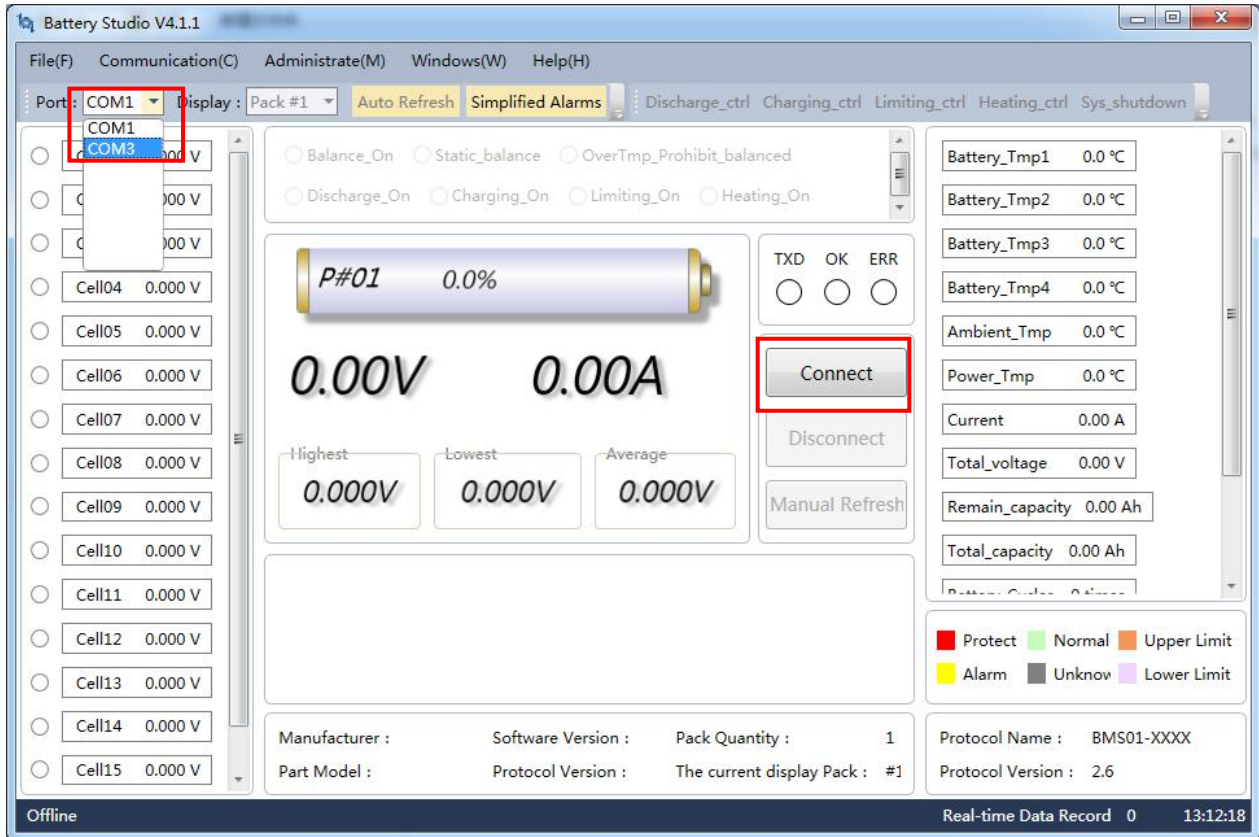 Battery Studio V4.1.1
File(F) Communication(C) Administrate(M) Windows(W) Help(H)
Port: COM1 Display : Pack #1 Auto Refresh Simplified Alarms Discharge_ctrl Charging_ctrl Limiting_ctrl Heating_ctrl Sys_shutdown
COM1
COM3
000 V
000 V
000 V
Cell04 0.000 V
Cell05 0.000 V
Cell06 0.000 V
Cell07 0.000 V
Cell08 0.000 V
Cell09 0.000 V
Cell10 0.000 V
Cell11 0.000 V
Cell12 0.000 V
Cell13 0.000 V
Cell14 0.000 V
Cell15 0.000 V
Balance_On Static_balance OverTmp_Prohibit_balanced
Discharge_On Charging_On Limiting_On Heating_On
P#01 0.0%
0.00V 0.00A
Highest Lowest Average
0.000V 0.000V 0.000V
TXD OK ERR
Connect
Disconnect
Manual Refresh
Manufacturer : Software Version : Pack Quantity : 1
Part Model : Protocol Version : The current display Pack : #1
Battery_Tmp1 0.0 ℃
Battery_Tmp2 0.0 ℃
Battery_Tmp3 0.0 ℃
Battery_Tmp4 0.0 ℃
Ambient_Tmp 0.0 ℃
Power_Tmp 0.0 ℃
Current 0.00 A
Total_voltage 0.00 V
Remain_capacity 0.00 Ah
Total_capacity 0.00 Ah
Battery_Cycles 0 times
Protect Normal Upper Limit
Alarm Unknov Lower Limit
Protocol Name : BMS01-XXXX
Protocol Version : 2.6
Offline Real-time Data Record 0 13:12:18